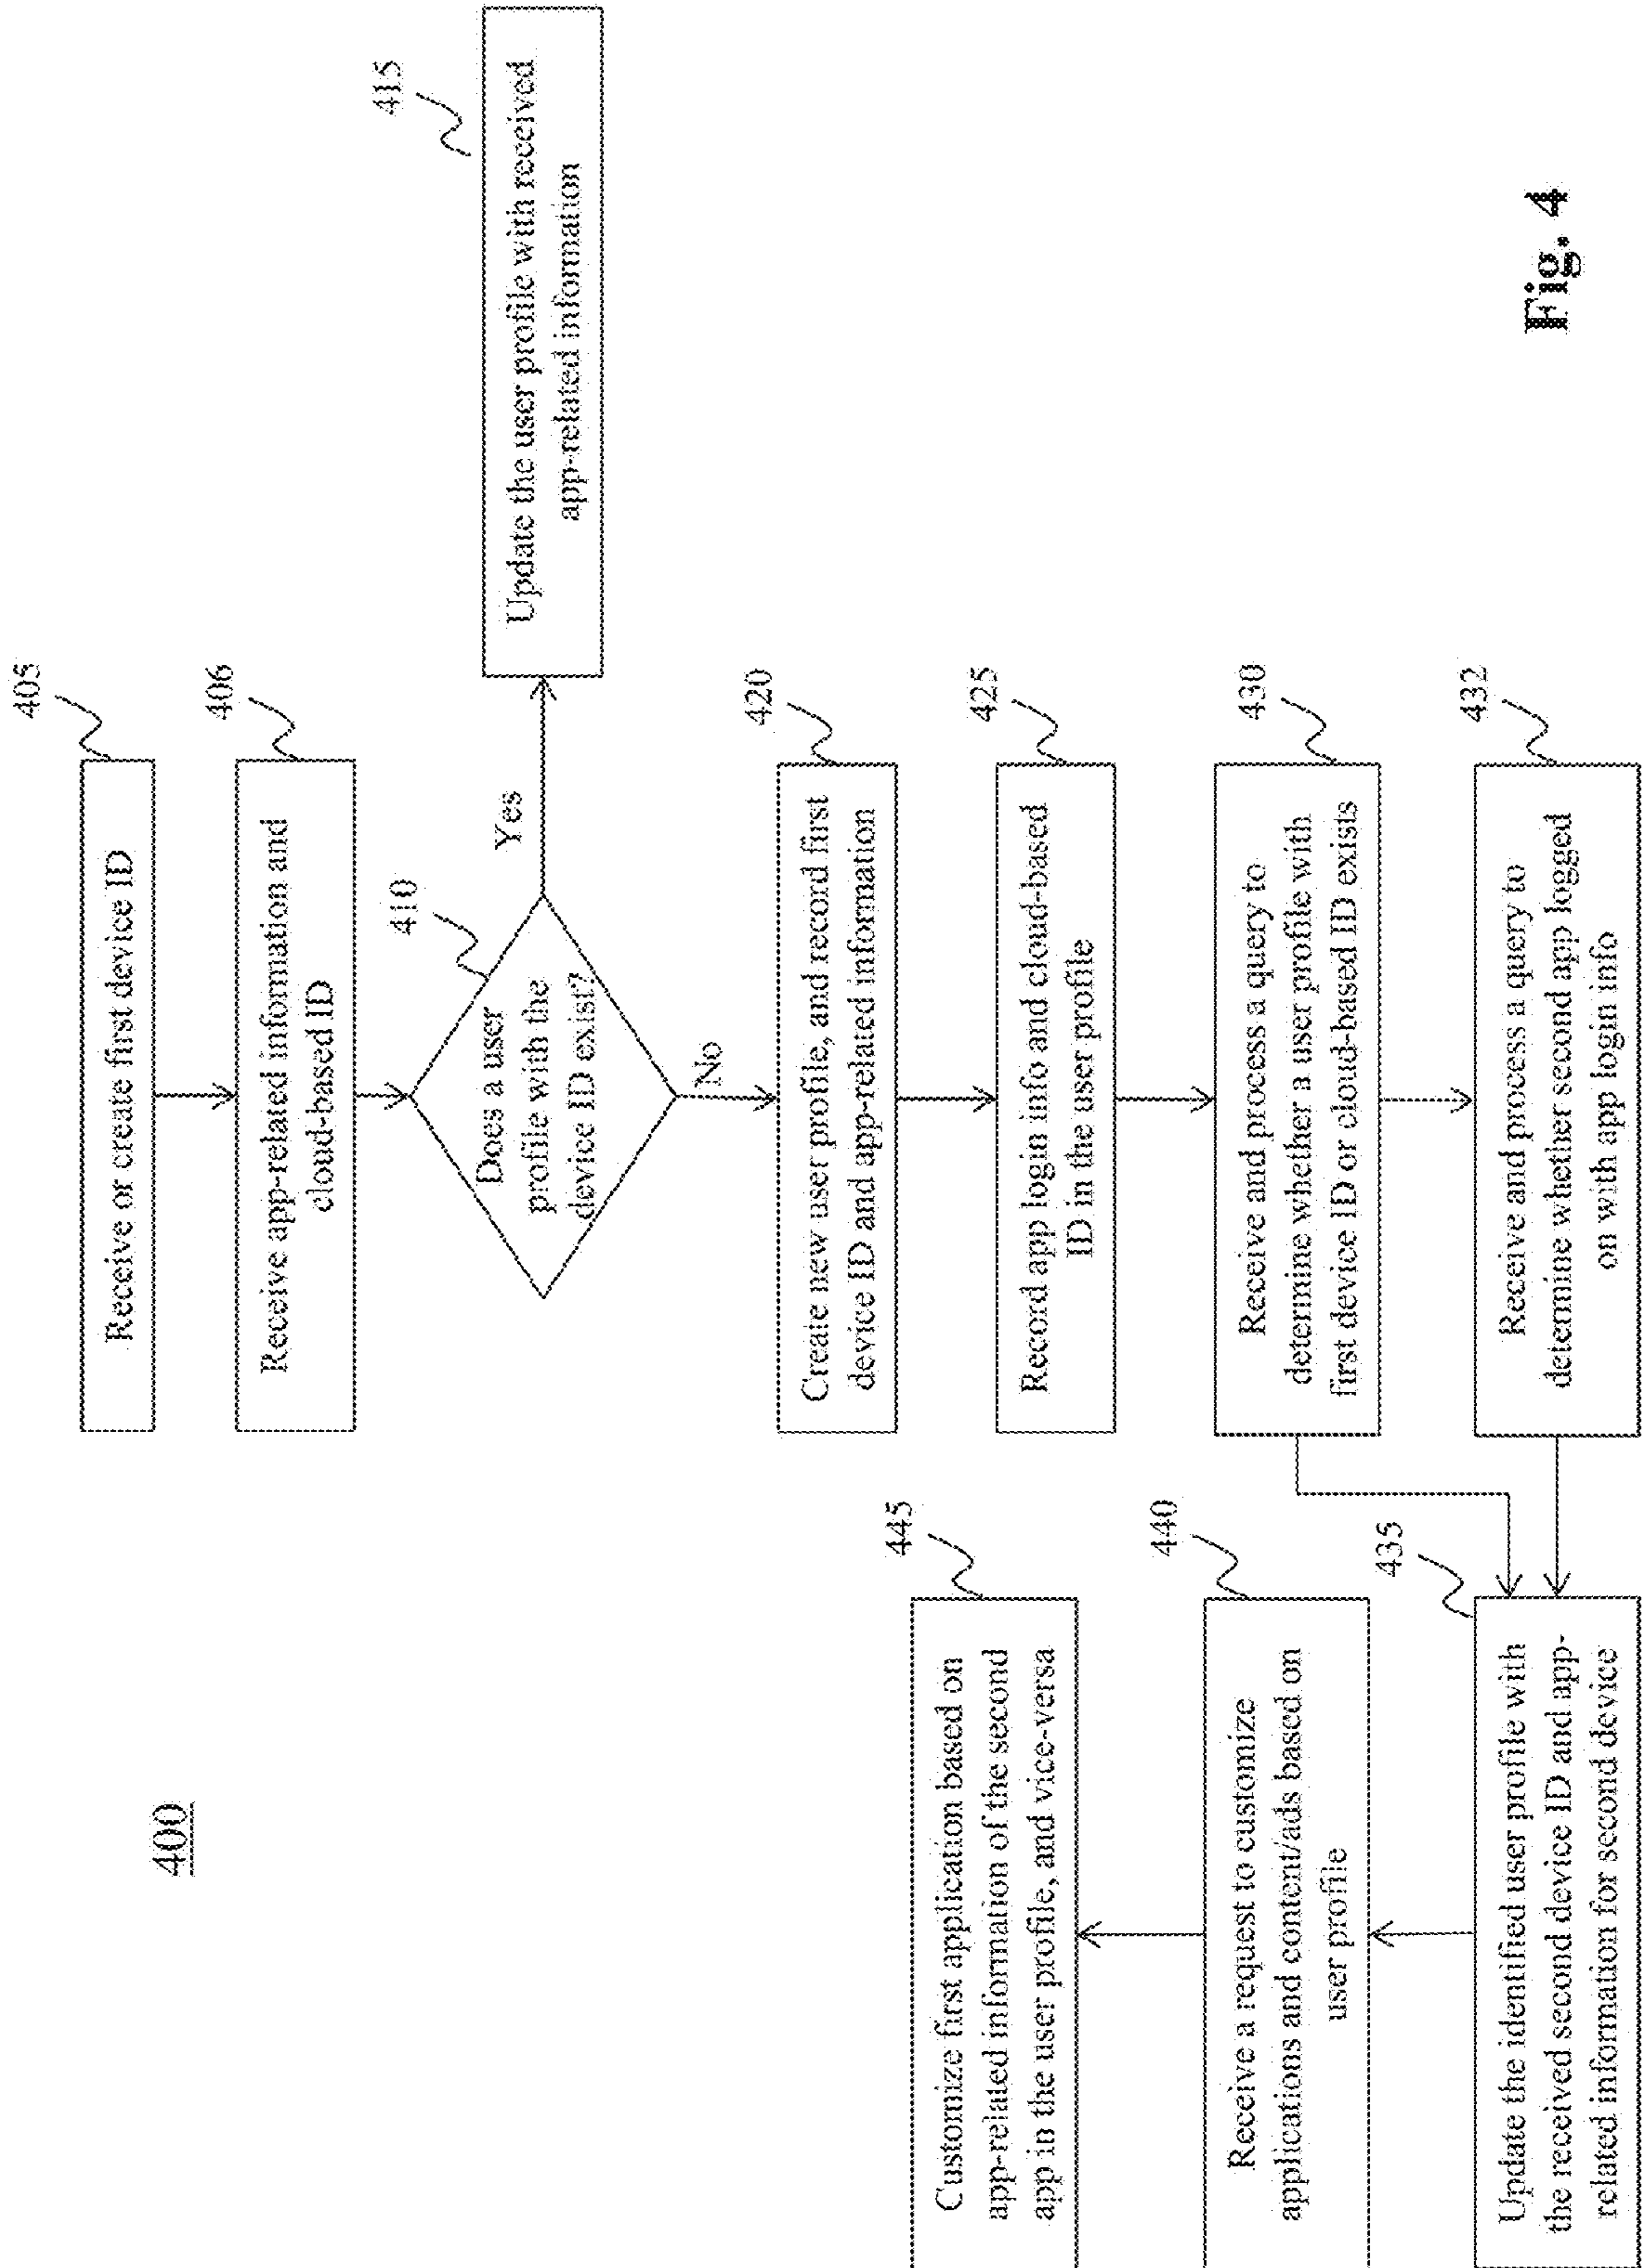 400
405
Receive or create first device ID
406
Receive app-related information and
cloud-based ID
410
Does a user
profile with the
device ID exist?
Yes
415
Update the user profile with received
app-related information
No
420
Create new user profile, and record first
device ID and app-related information
425
Record app login info and cloud-based
ID in the user profile
430
Receive and process a query to
determine whether a user profile with
first device ID or cloud-based ID exists
432
Receive and process a query to
determine whether second app logged
on with app login info
435
Update the identified user profile with
the received second device ID and app-
related information for second device
440
Receive a request to customize
applications and content/ads based on
user profile
445
Customize first application based on
app-related information of the second
app in the user profile, and vice-versa
Fig. 4